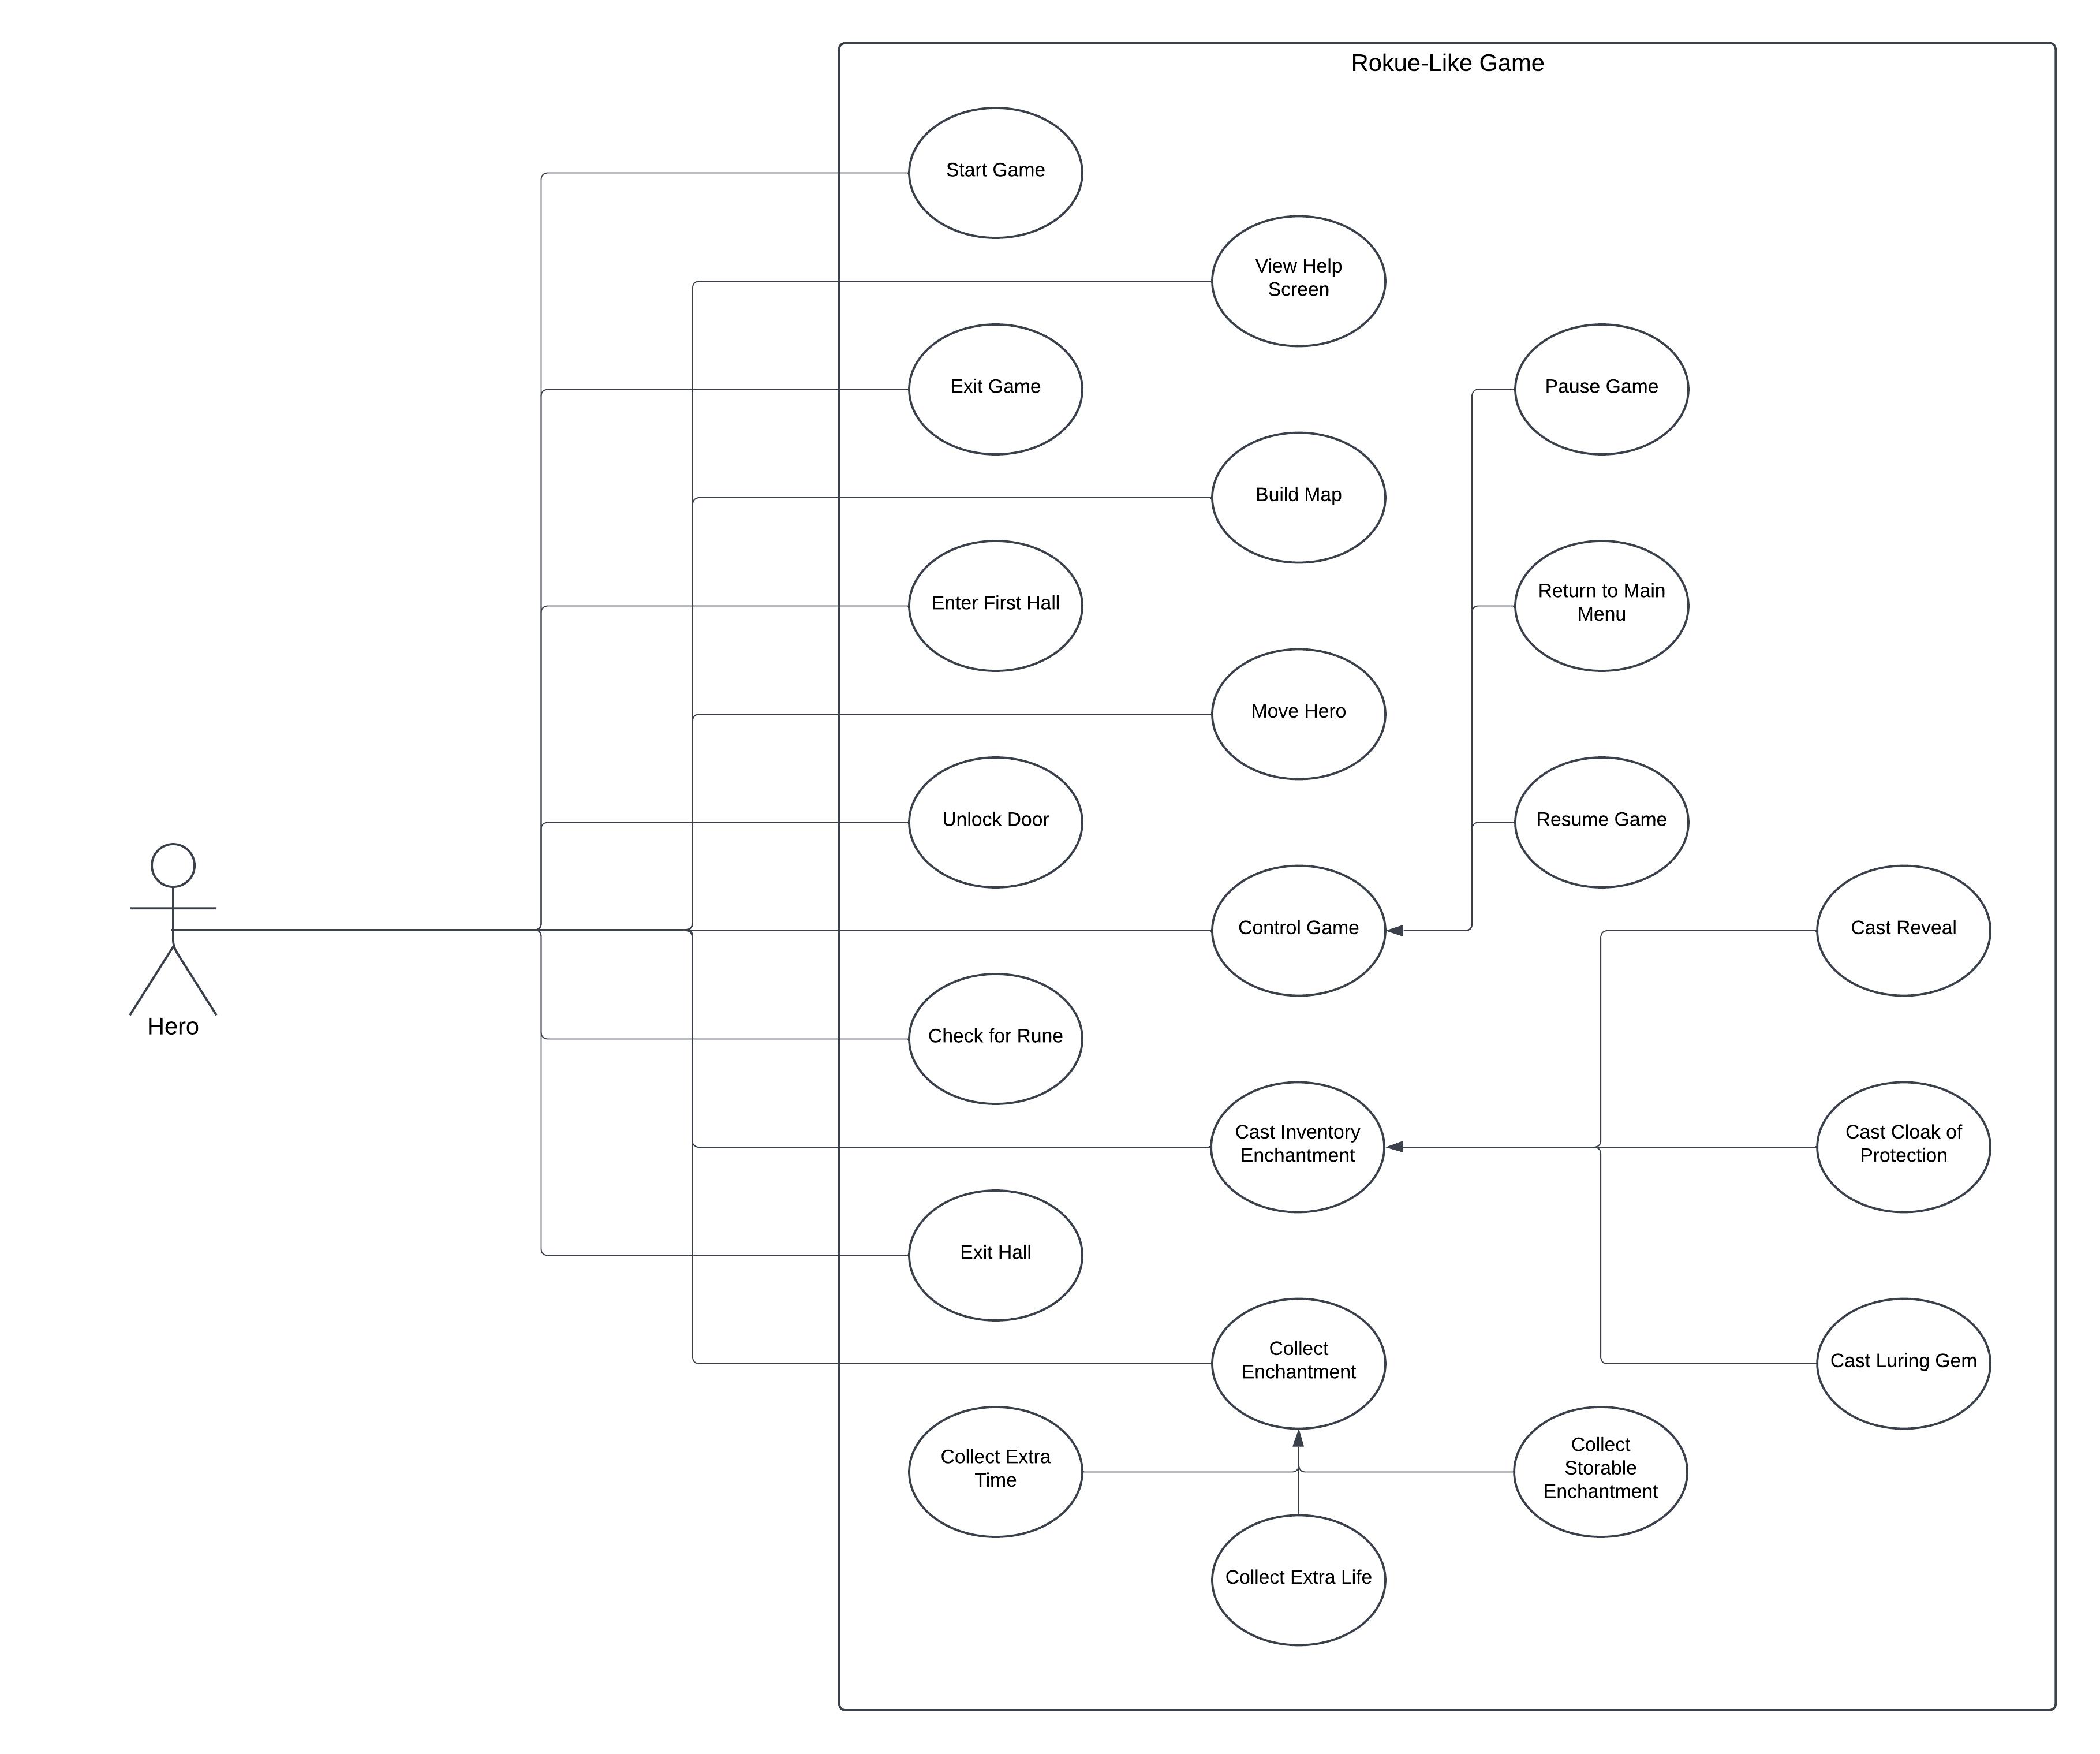 Rokue-Like Game
Start Game
View Help
Screen
Exit Game
Pause Game
Build Map
Enter First Hall
Return to Main
Menu
Move Hero
Unlock Door
Resume Game
Control Game
Cast Reveal
Hero
Check for Rune
Cast Inventory
Enchantment
Cast Cloak of
Protection
Exit Hall
Collect
Enchantment
Cast Luring Gem
Collect Extra
Time
Collect
Storable
Enchantment
Collect Extra Life